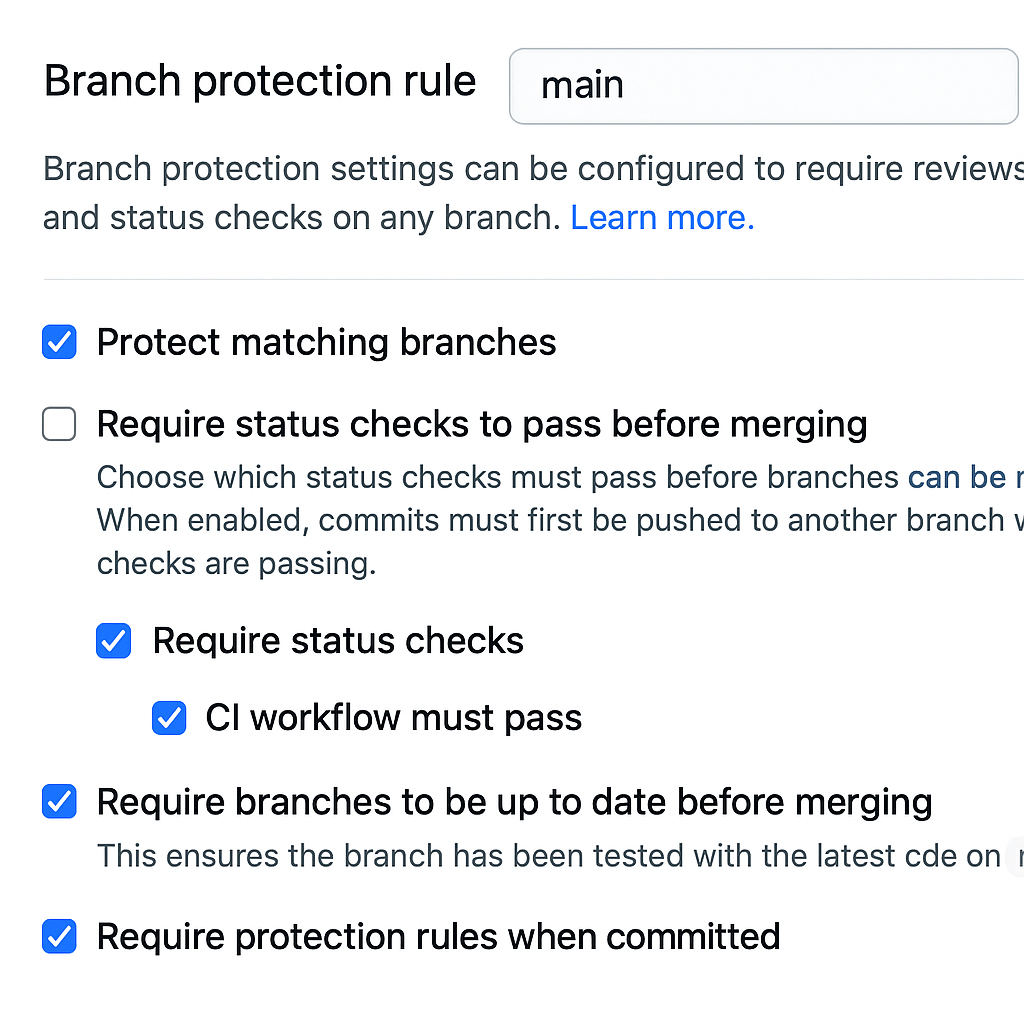 Branch protection rule
main
Branch protection settings can be configured to require reviews
and status checks on any branch. Learn more.
Protect matching branches
Require status checks to pass before merging
Choose which status checks must pass before branches can be
When enabled, commits must first be pushed to another branch
checks are passing.
Require status checks
CI workflow must pass
Require branches to be up to date before merging
This ensures the branch has been tested with the latest cde on
Require protection rules when committed